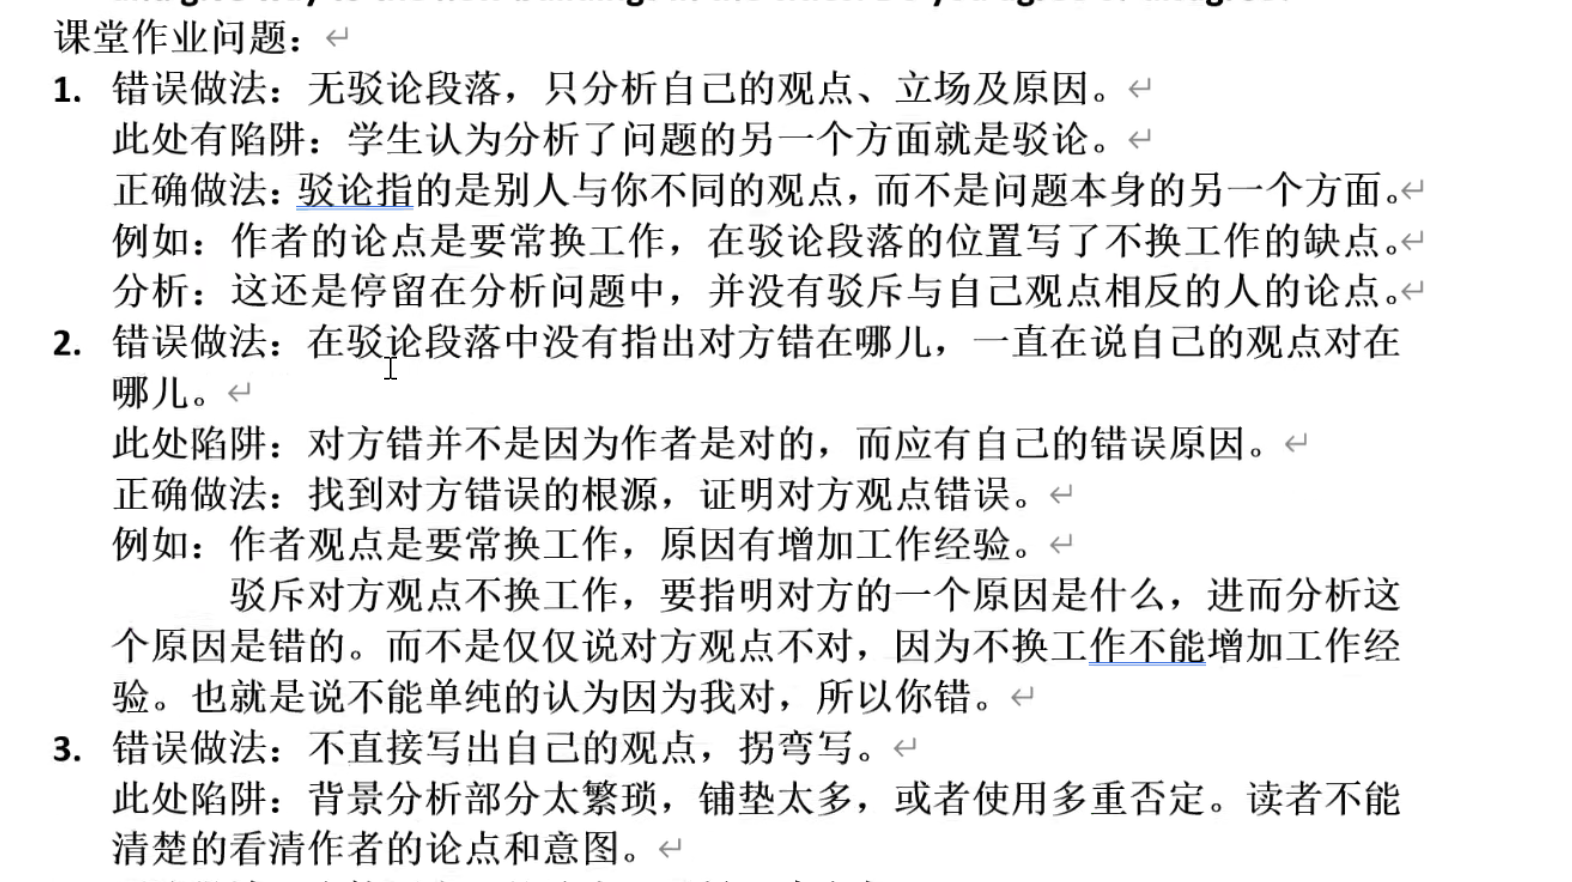 课堂作业问题：
1. 错误做法：无驳论段落，只分析自己的观点、立场及原因。
此处有陷阱：学生认为分析了问题的另一个方面就是驳论。
正确做法：驳论指的是别人与你不同的观点，而不是问题本身的另一个方面。
例如：作者的论点是要常换工作，在驳论段落的位置写了不换工作的缺点。
分析：这还是停留在分析问题中，并没有驳斥与自己观点相反的人的论点。
2. 错误做法：在驳论段落中没有指出对方错在哪儿，一直在说自己的观点对在
哪儿。
此处陷阱：对方错并不是因为作者是对的，而应有自己的错误原因。
正确做法：找到对方错误的根源，证明对方观点错误。
例如：作者观点是要常换工作，原因有增加工作经验。
驳斥对方观点不换工作，要指明对方的一个原因是什么，进而分析这
个原因是错的。而不是仅仅说对方观点不对，因为不换工作不能增加工作经
验。也就是说不能单纯的认为因为我对，所以你错。
3. 错误做法：不直接写出自己的观点，拐弯写。
此处陷阱：背景分析部分太繁琐，铺垫太多，或者使用多重否定。读者不能
清楚的看清作者的论点和意图。